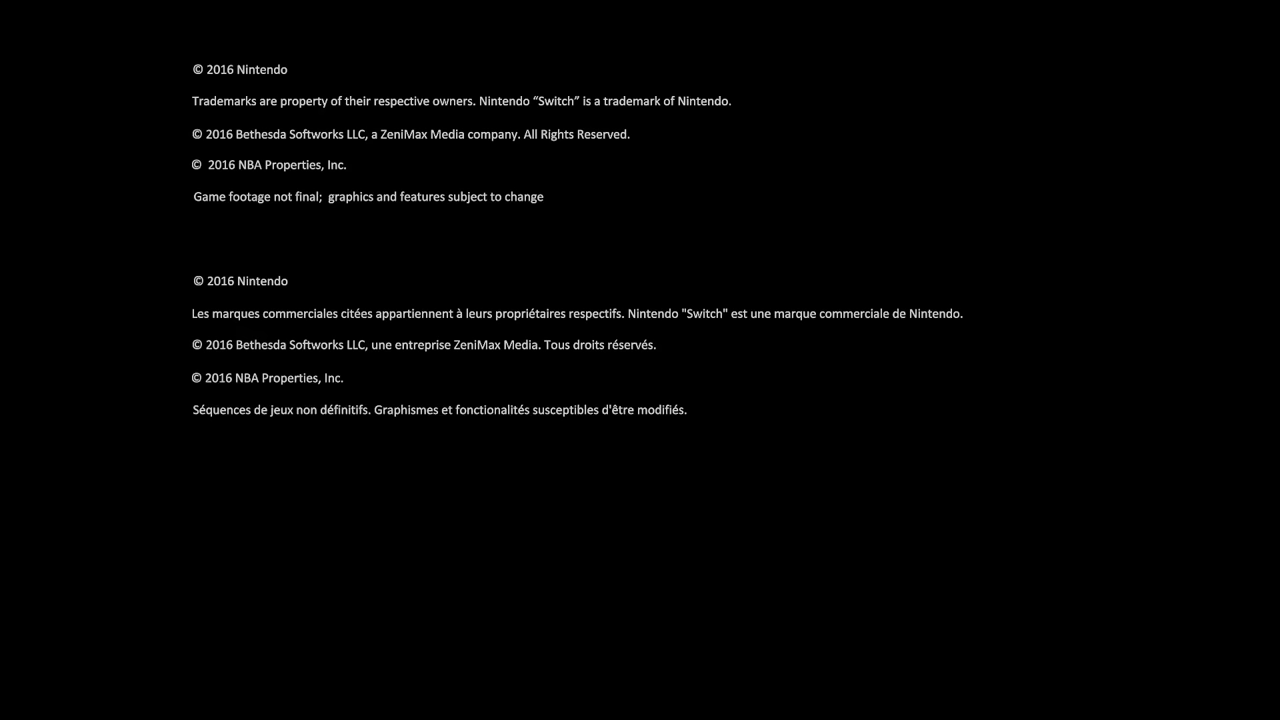 © 2016 Nintendo
Trademarks are property of their respective owners. Nintendo “Switch” is a trademark of Nintendo.
© 2016 Bethesda Softworks LLC, a ZeniMax Media company. All Rights Reserved.
©  2016 NBA Properties, Inc.
Game footage not final;  graphics and features subject to change
© 2016 Nintendo
Les marques commerciales citées appartiennent à leurs propriétaires respectifs. Nintendo "Switch" est une marque commerciale de Nintendo.
© 2016 Bethesda Softworks LLC, une entreprise ZeniMax Media. Tous droits réservés.
© 2016 NBA Properties, Inc.
Séquences de jeux non définitifs. Graphismes et fonctionalités susceptibles d'être modifiés.